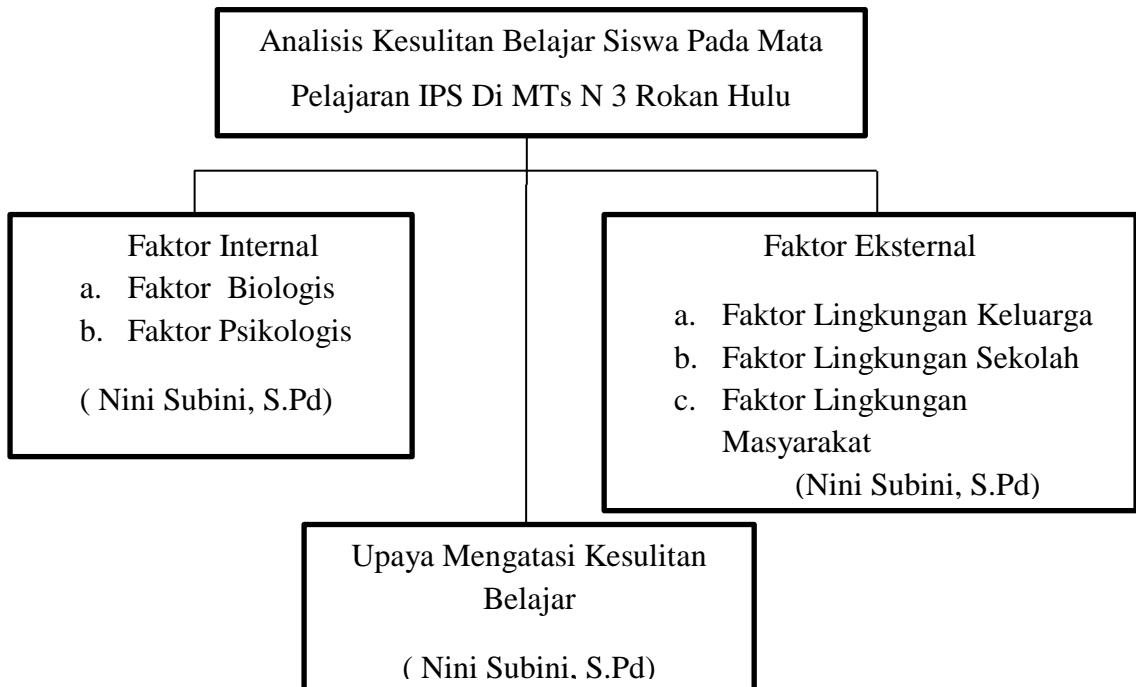 Analisis Kesulitan Belajar Siswa Pada Mata
Pelajaran IPS Di MTs N 3 Rokan Hulu
Faktor Internal
a. Faktor Biologis
b. Faktor Psikologis
( Nini Subini, S.Pd)
Faktor Eksternal
a. Faktor Lingkungan Keluarga
b. Faktor Lingkungan Sekolah
c. Faktor Lingkungan
Masyarakat
(Nini Subini, S.Pd)
Upaya Mengatasi Kesulitan
Belajar
( Nini Subini, S.Pd)